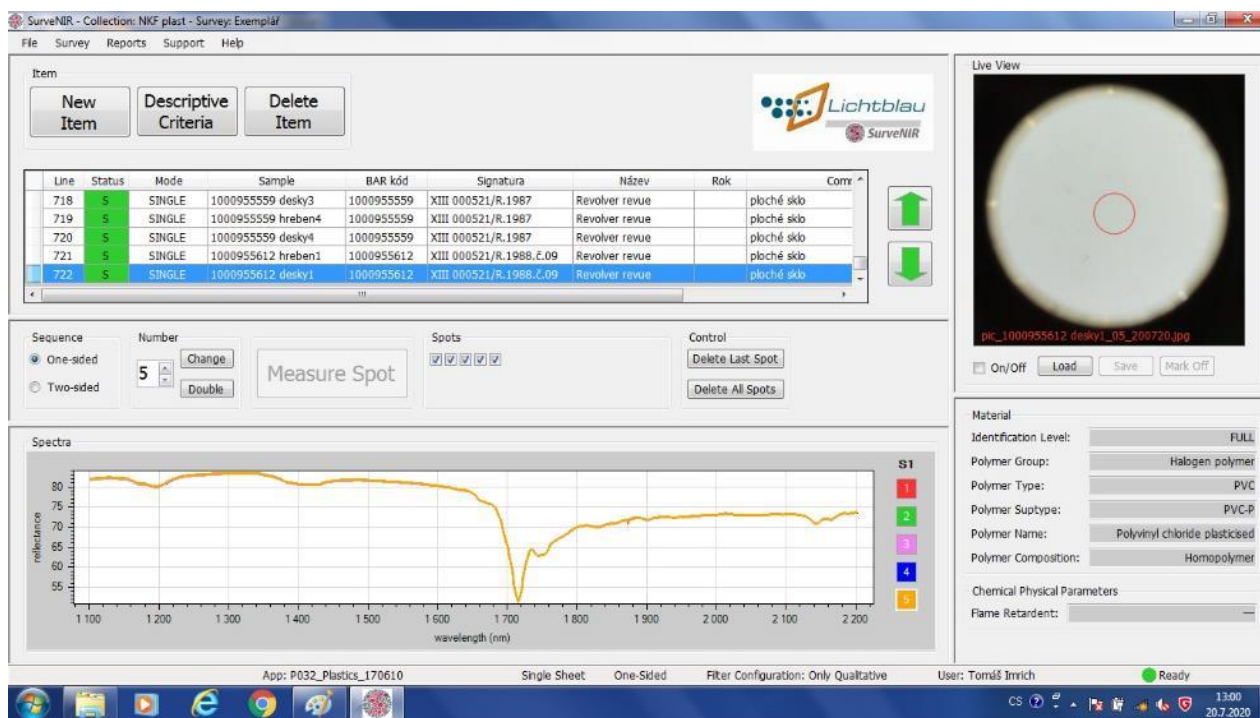 SurveNIR - Collection: NKF plast - Survey: Exemplář
File Survey Reports Support Help
Item
New Item
Descriptive Criteria
Delete Item
Lichtblau
SurveNIR
Line Status Mode Sample BAR kód Signatura Název Rok Comr
718 S SINGLE 1000955559 desky3 1000955559 XIII 000521/R.1987 Revolver revue ploché sklo
719 S SINGLE 1000955559 hreben4 1000955559 XIII 000521/R.1987 Revolver revue ploché sklo
720 S SINGLE 1000955559 desky4 1000955559 XIII 000521/R.1987 Revolver revue ploché sklo
721 S SINGLE 1000955612 hreben1 1000955612 XIII 000521/R.1988.č.09 Revolver revue ploché sklo
722 S SINGLE 1000955612 desky1 1000955612 XIII 000521/R.1988.č.09 Revolver revue ploché sklo
Live View
pic_1000955612 desky1_05_200720.jpg
On/Off Load Save Mark Off
Sequence
One-sided
Two-sided
Number
5
Change
Double
Measure Spot
Spots
Control
Delete Last Spot
Delete All Spots
Spectra
reflectance
80
75
70
65
60
55
1 100 1 200 1 300 1 400 1 500 1 600 1 700 1 800 1 900 2 000 2 100 2 200
wavelength (nm)
S1
1
2
3
4
5
Material
Identification Level: FULL
Polymer Group: Halogen polymer
Polymer Type: PVC
Polymer Suptype: PVC-P
Polymer Name: Polyvinyl chloride plasticised
Polymer Composition: Homopolymer
Chemical Physical Parameters
Flame Retardent: —
App: P032_Plastics_170610 Single Sheet One-Sided Filter Configuration: Only Qualitative User: Tomáš Imrich Ready
CS
13:00
20.7.2020